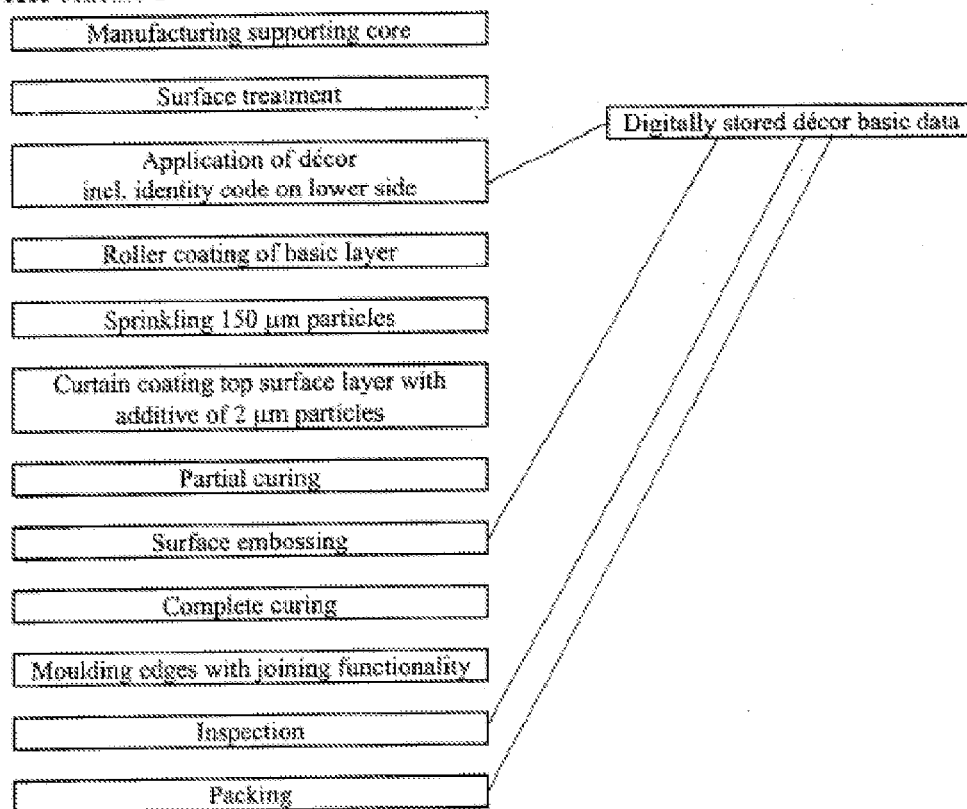 Manufacturing supporting core
Surface treatment
Digitally stored décor basic data
Application of décor
incl. identity code on lower side
Roller coating of basic layer
Sprinkling 150 µm particles
Curtain coating top surface layer with
additive of 2 µm particles
Partial curing
Surface embossing
Complete curing
Moulding edges with joining functionality
Inspection
Packing